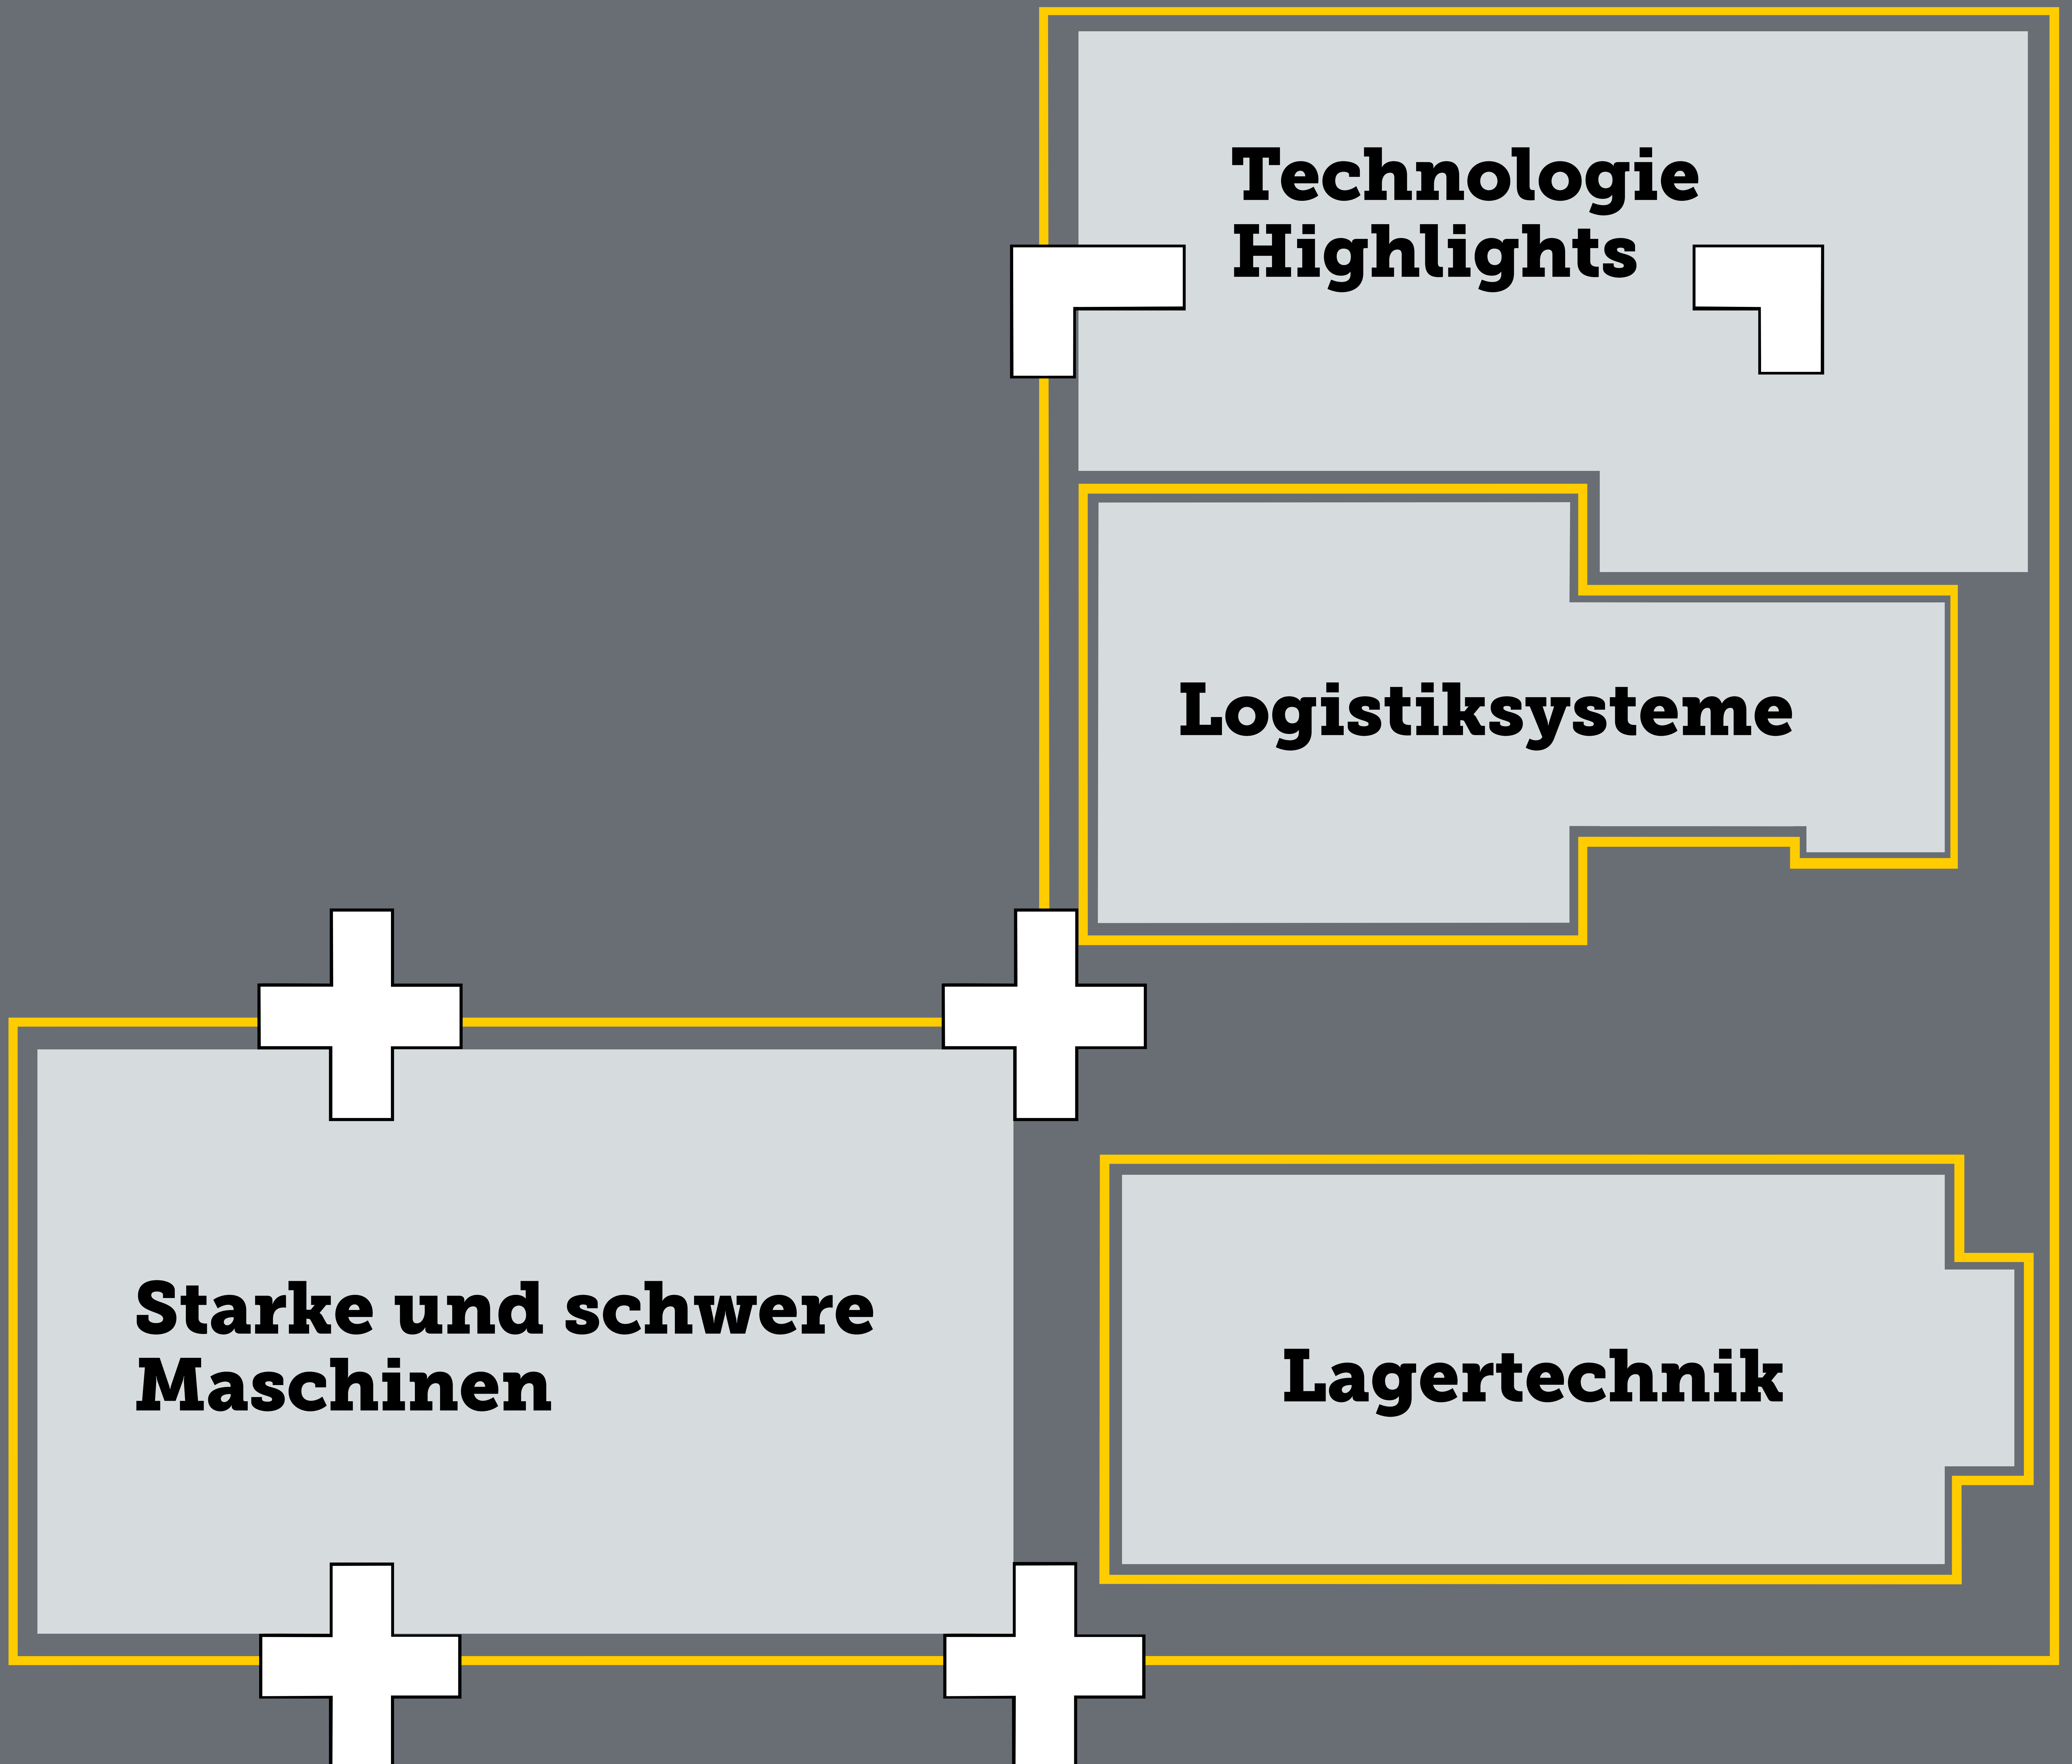 Technologie
Highlights
Logistiksysteme
Starke und schwere
Maschinen
Lagertechnik